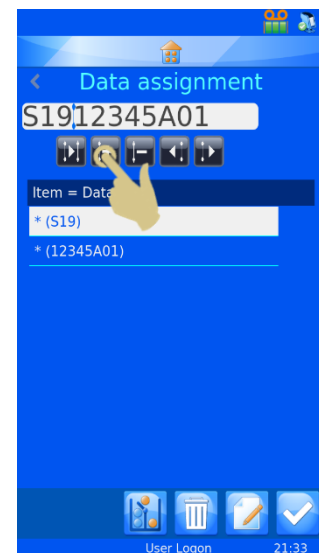 Data assignment
S1912345A01
Item = Data
* (S19)
* (12345A01)
User Logon 21:33